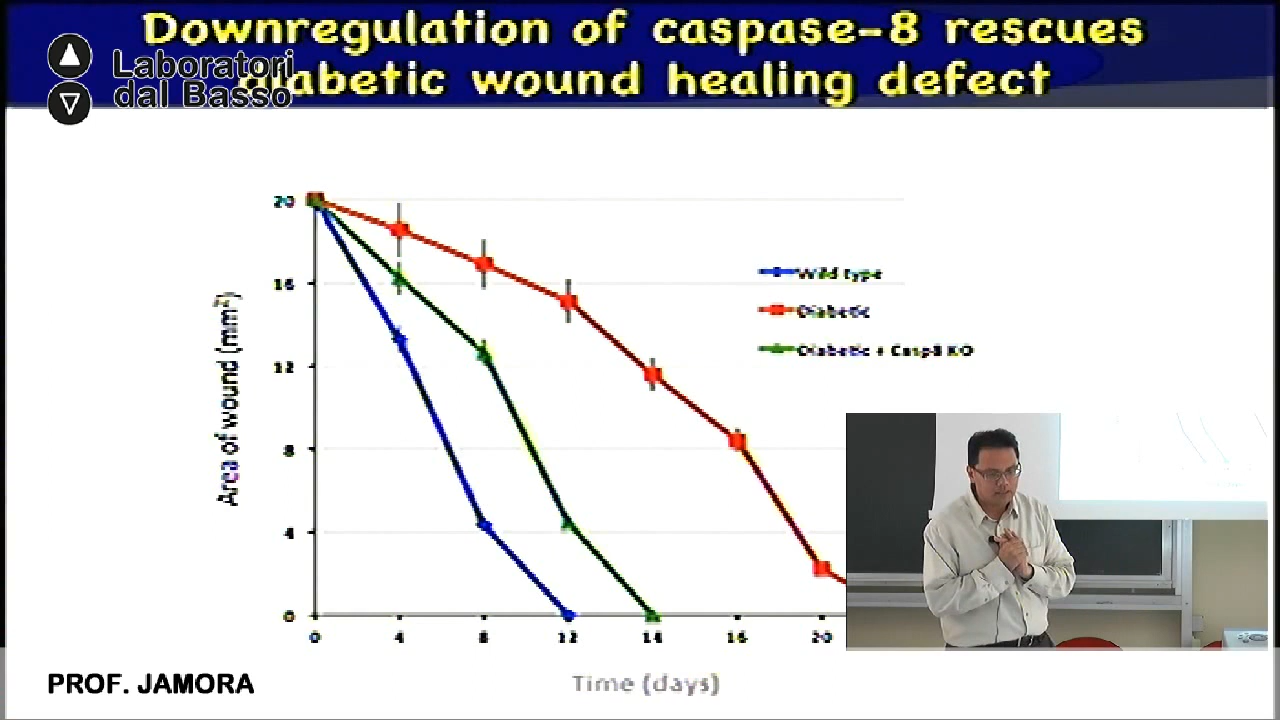 Downregulation of caspase-8 rescues
diabetic wound healing defect
Laboratori
dal Basso
20
16
12
8
4
0
Area of wound (mm²)
Wild type
Diabetic
Diabetic + Casp8 KO
0 4 8 12 14 16 20
Time (days)
PROF. JAMORA